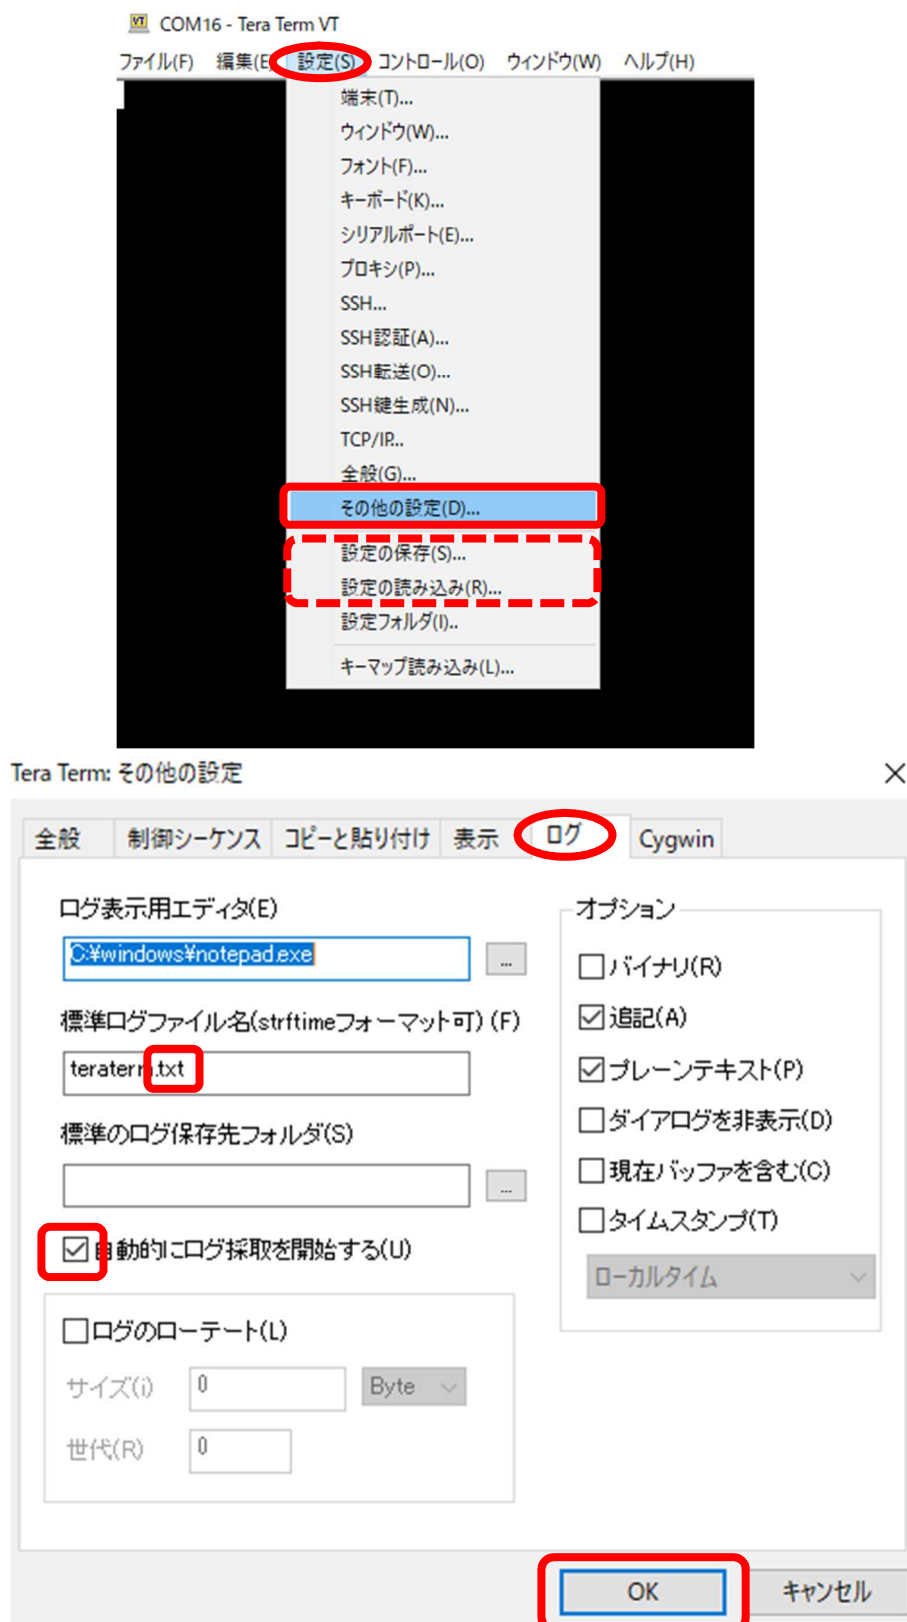 COM16 - Tera Term VT
ファイル(F) 編集(E) 設定(S) コントロール(O) ウィンドウ(W) ヘルプ(H)
端末(T)...
ウィンドウ(W)...
フォント(F)...
キーボード(K)...
シリアルポート(E)...
プロキシ(P)...
SSH...
SSH認証(A)...
SSH転送(O)...
SSH鍵生成(N)...
TCP/IP...
全般(G)...
その他の設定(D)...
設定の保存(S)...
設定の読み込み(R)...
設定フォルダ(I)..
キーマップ読み込み(L)...
Tera Term: その他の設定
全般 制御シーケンス コピーと貼り付け 表示 ログ Cygwin
ログ表示用エディタ(E)
C:¥windows¥notepad.exe
...
標準ログファイル名(strftimeフォーマット可) (F)
teraterm.txt
標準のログ保存先フォルダ(S)
...
自動的にログ採取を開始する(U)
ログのローテート(L)
サイズ(i) 0 Byte
世代(R) 0
オプション
バイナリ(R)
追記(A)
プレーンテキスト(P)
ダイアログを非表示(D)
現在バッファを含む(C)
タイムスタンプ(T)
ローカルタイム
OK キャンセル